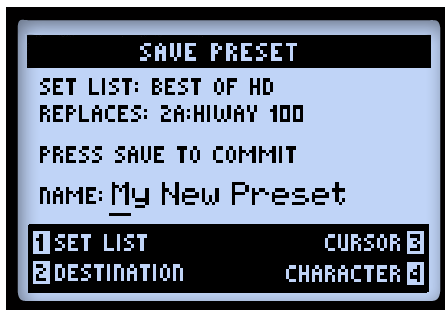 SAVE PRESET
SET LIST: BEST OF HD
REPLACES: 2A:HIWAY 100
PRESS SAVE TO COMMIT
NAME: My New Preset
1 SET LIST CURSOR 3
2 DESTINATION CHARACTER 4